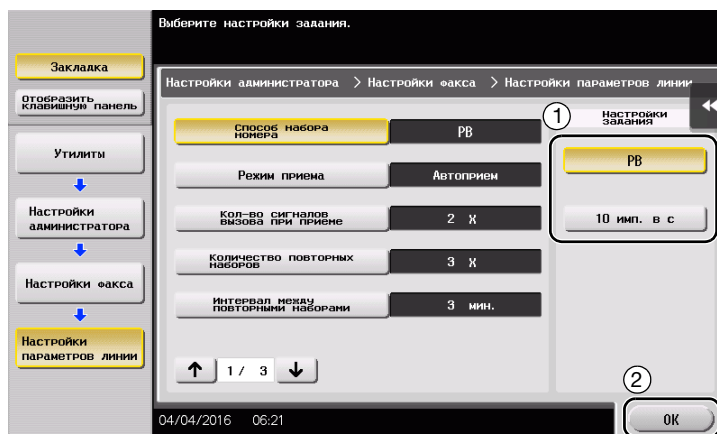 Выберите настройки задания.
Закладка
Отобразить
клавишную панель
Утилиты
Настройки
администратора
Настройки факса
Настройки
параметров линии
Настройки администратора > Настройки факса > Настройки параметров линии
Способ набора
номера
PB
Режим приема
Автоприем
Кол-во сигналов
вызова при приеме
2 X
Количество повторных
наборов
3 X
Интервал между
повторными наборами
3 мин.
1/ 3
1
Настройки
задания
PB
10 имп. в с
2
OK
04/04/2016 06:21